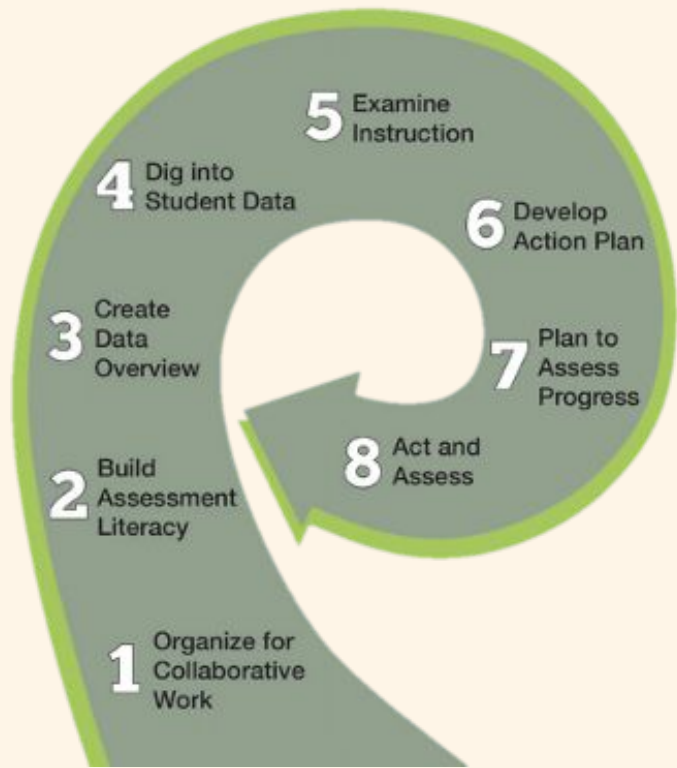 1 Organize for
Collaborative
Work
2 Build
Assessment
Literacy
3 Create
Data
Overview
4 Dig into
Student Data
5 Examine
Instruction
6 Develop
Action Plan
7 Plan to
Assess
Progress
8 Act and
Assess